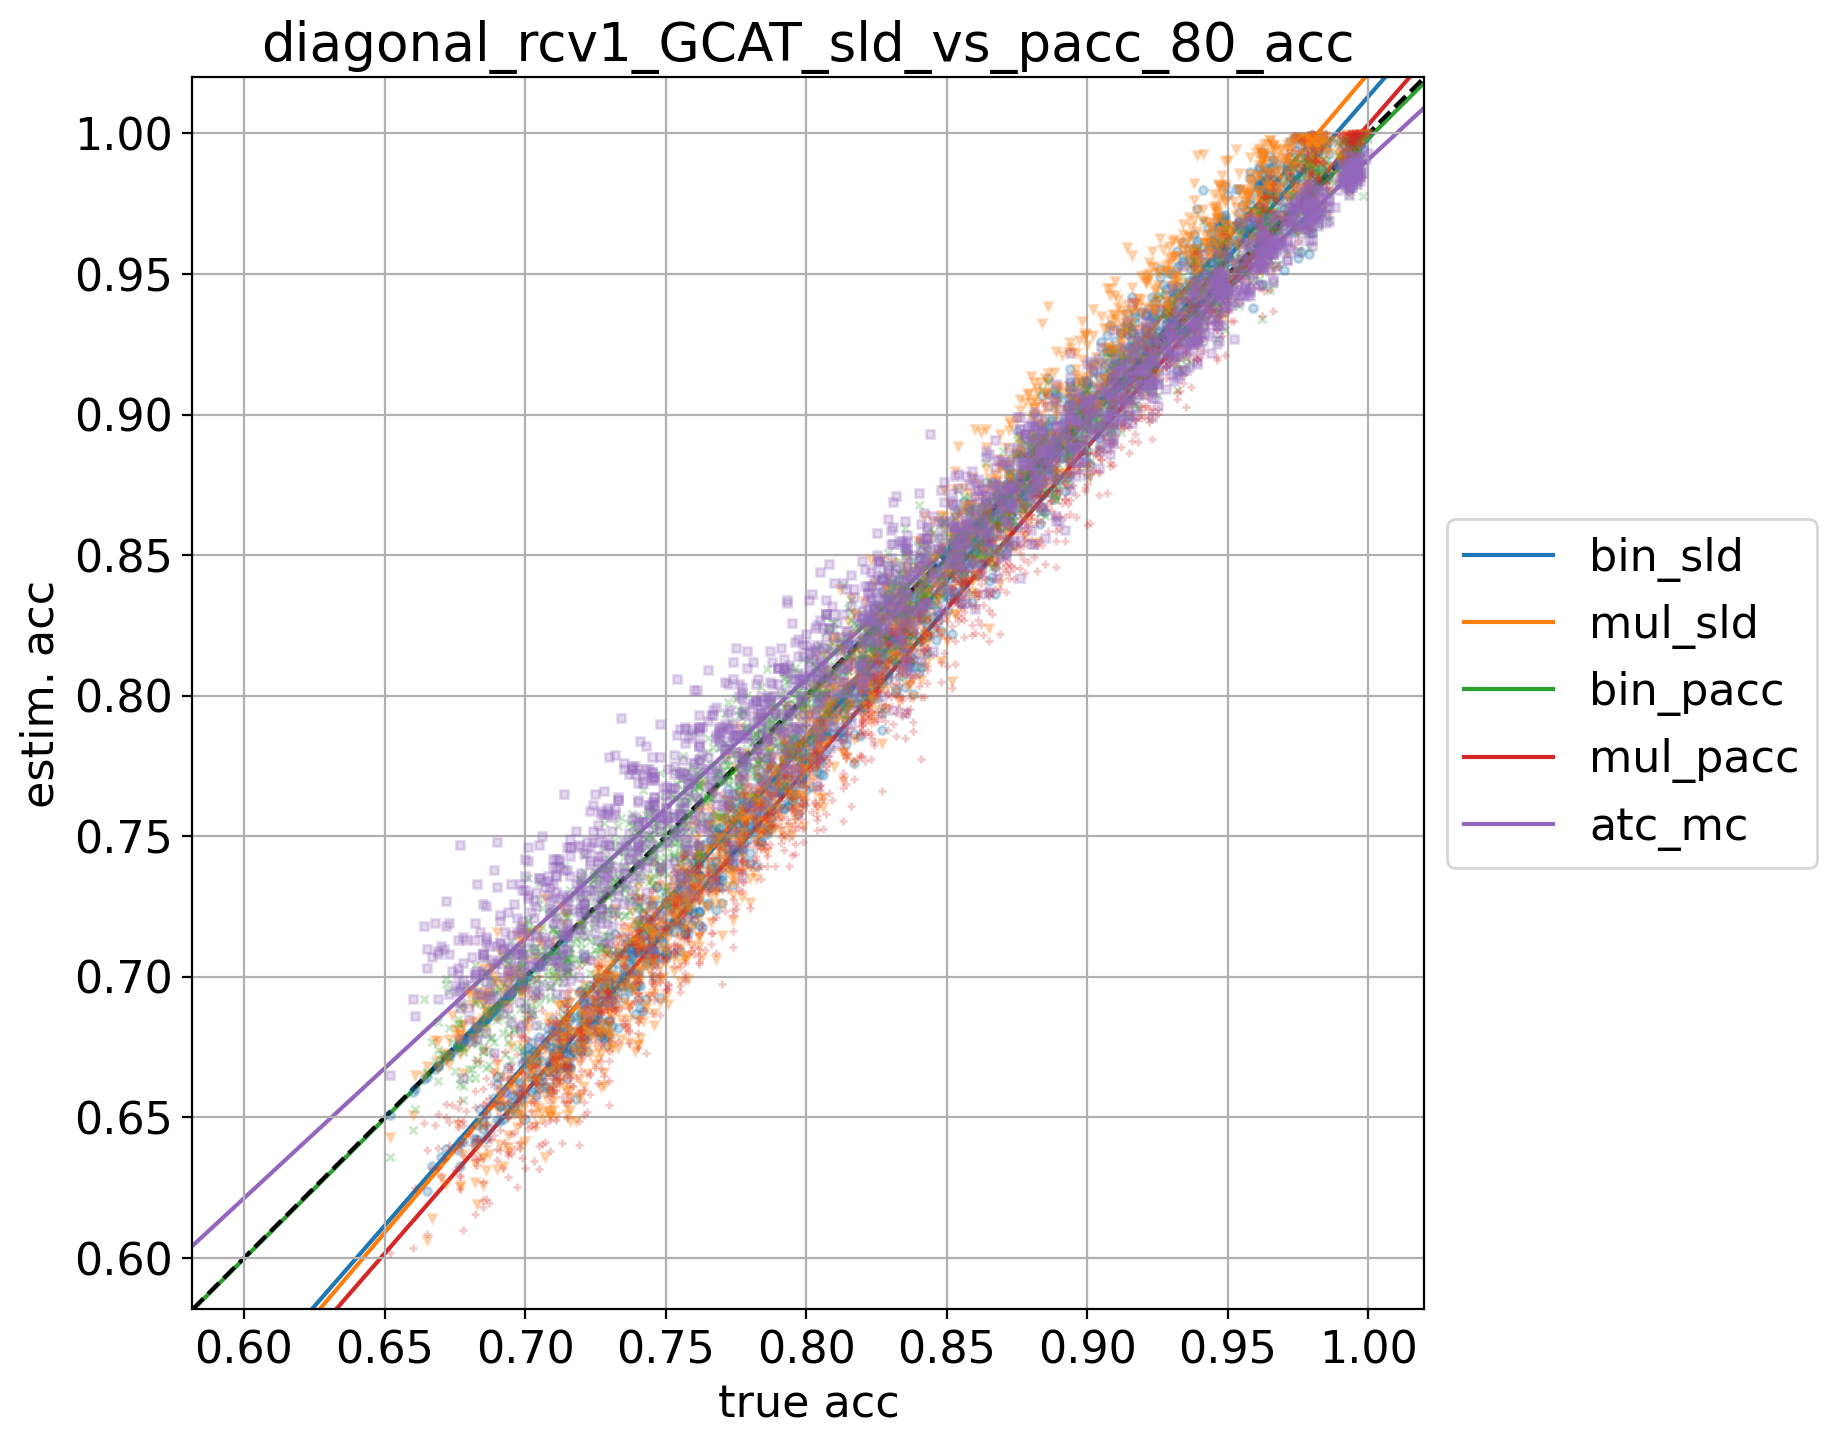 diagonal_rcv1_GCAT_sld_vs_pacc_80_acc
1.00
0.95
0.90
0.85
0.80
0.75
0.70
0.65
0.60
estim. acc
0.60 0.65 0.70 0.75 0.80 0.85 0.90 0.95 1.00
true acc
bin_sld
mul_sld
bin_pacc
mul_pacc
atc_mc